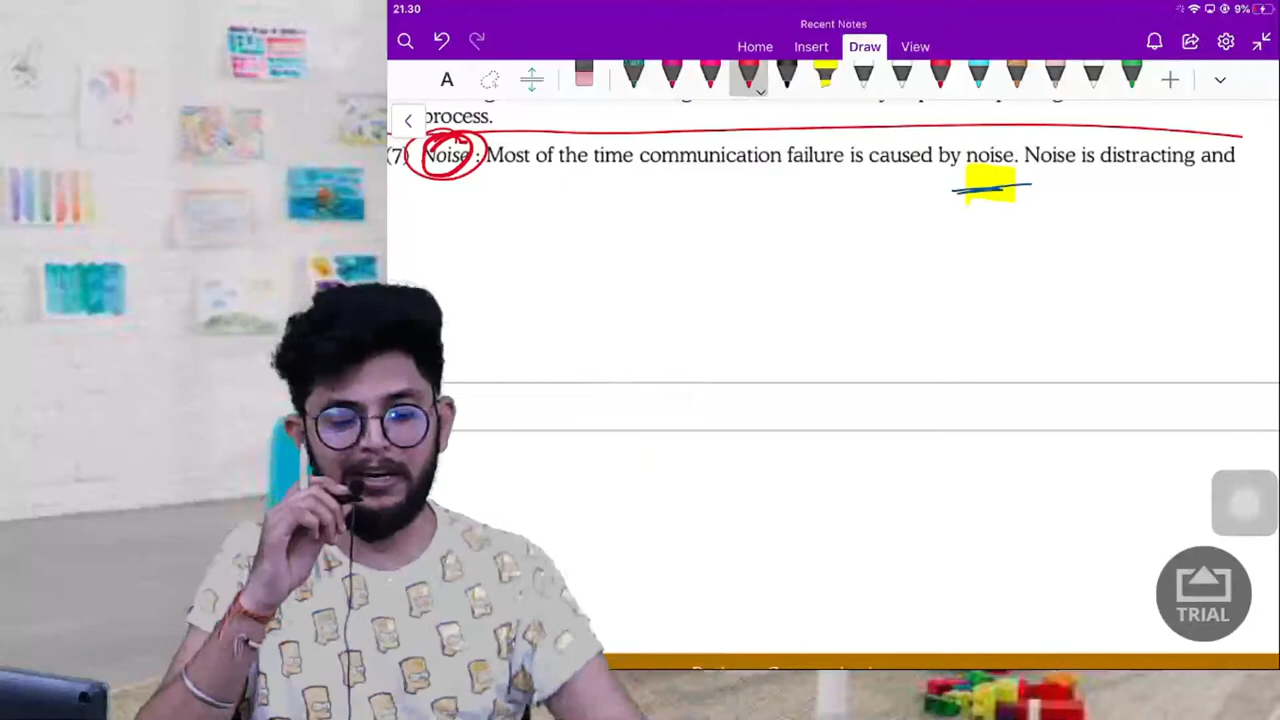 21.30
Recent Notes
9%
Home Insert Draw View
A
process.
(7) Noise : Most of the time communication failure is caused by noise. Noise is distracting and
TRIAL